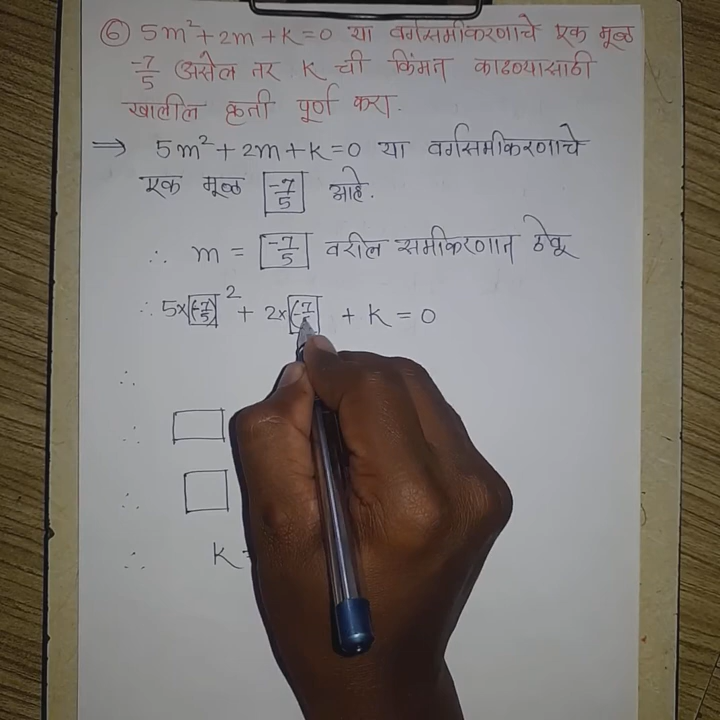 ⑥ 5m²+2m+K=0 या वर्गसमीकरणाचे एक मूळ
-7/5 असेल तर K ची किंमत काढण्यासाठी
खालील कृती पूर्ण करा.
⇒ 5m²+2m+K=0 या वर्गसमीकरणाचे
एक मूळ -7/5 आहे.
∴ m = -7/5 वरील समीकरणात ठेवू
∴ 5×(-7/5)² + 2×(-7/5) + K = 0
∴
∴
∴
∴ K =